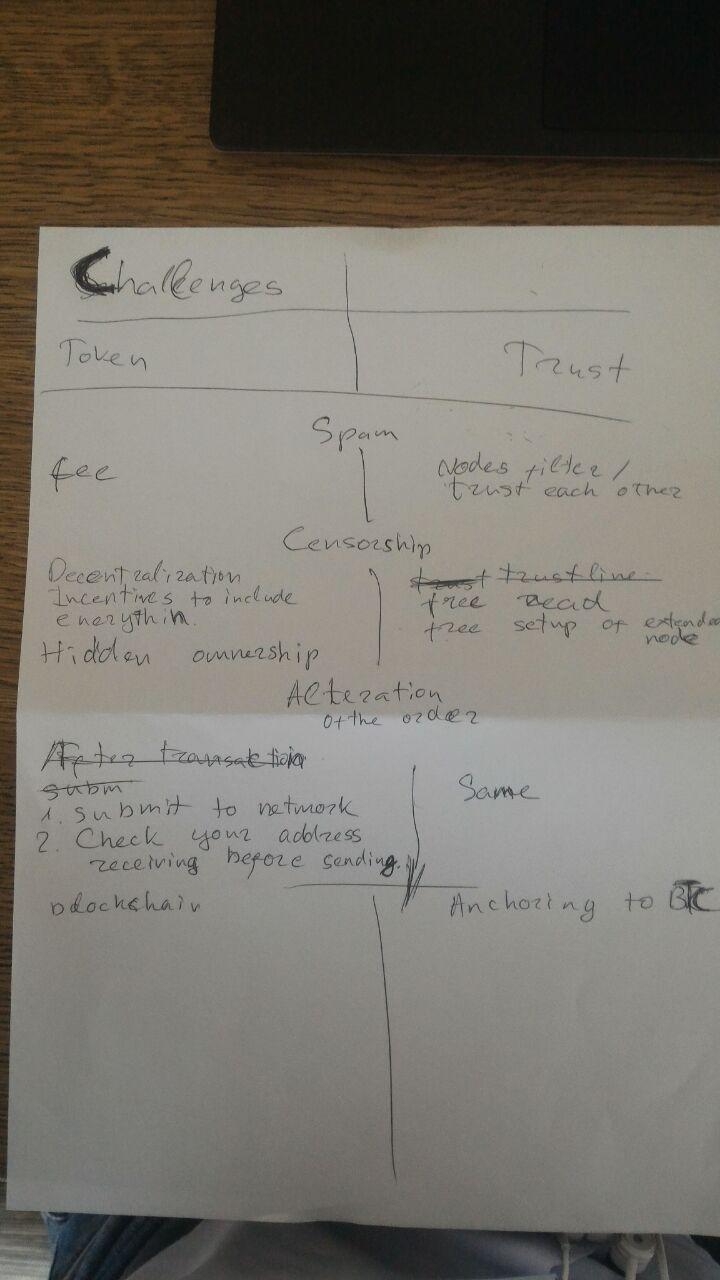 Challenges
Token
Trust
Spam
fee
Nodes filter/
trust each other
Censorship
Decentralization
Incentives to include
everythin.
Hidden ownership
trust trustline
free read
free setup of extended
node
Alteration
of the order
After transaction
subm
1. submit to network
2. Check your address
receiving before sending.
Same
blockchain
Anchoring to BTC